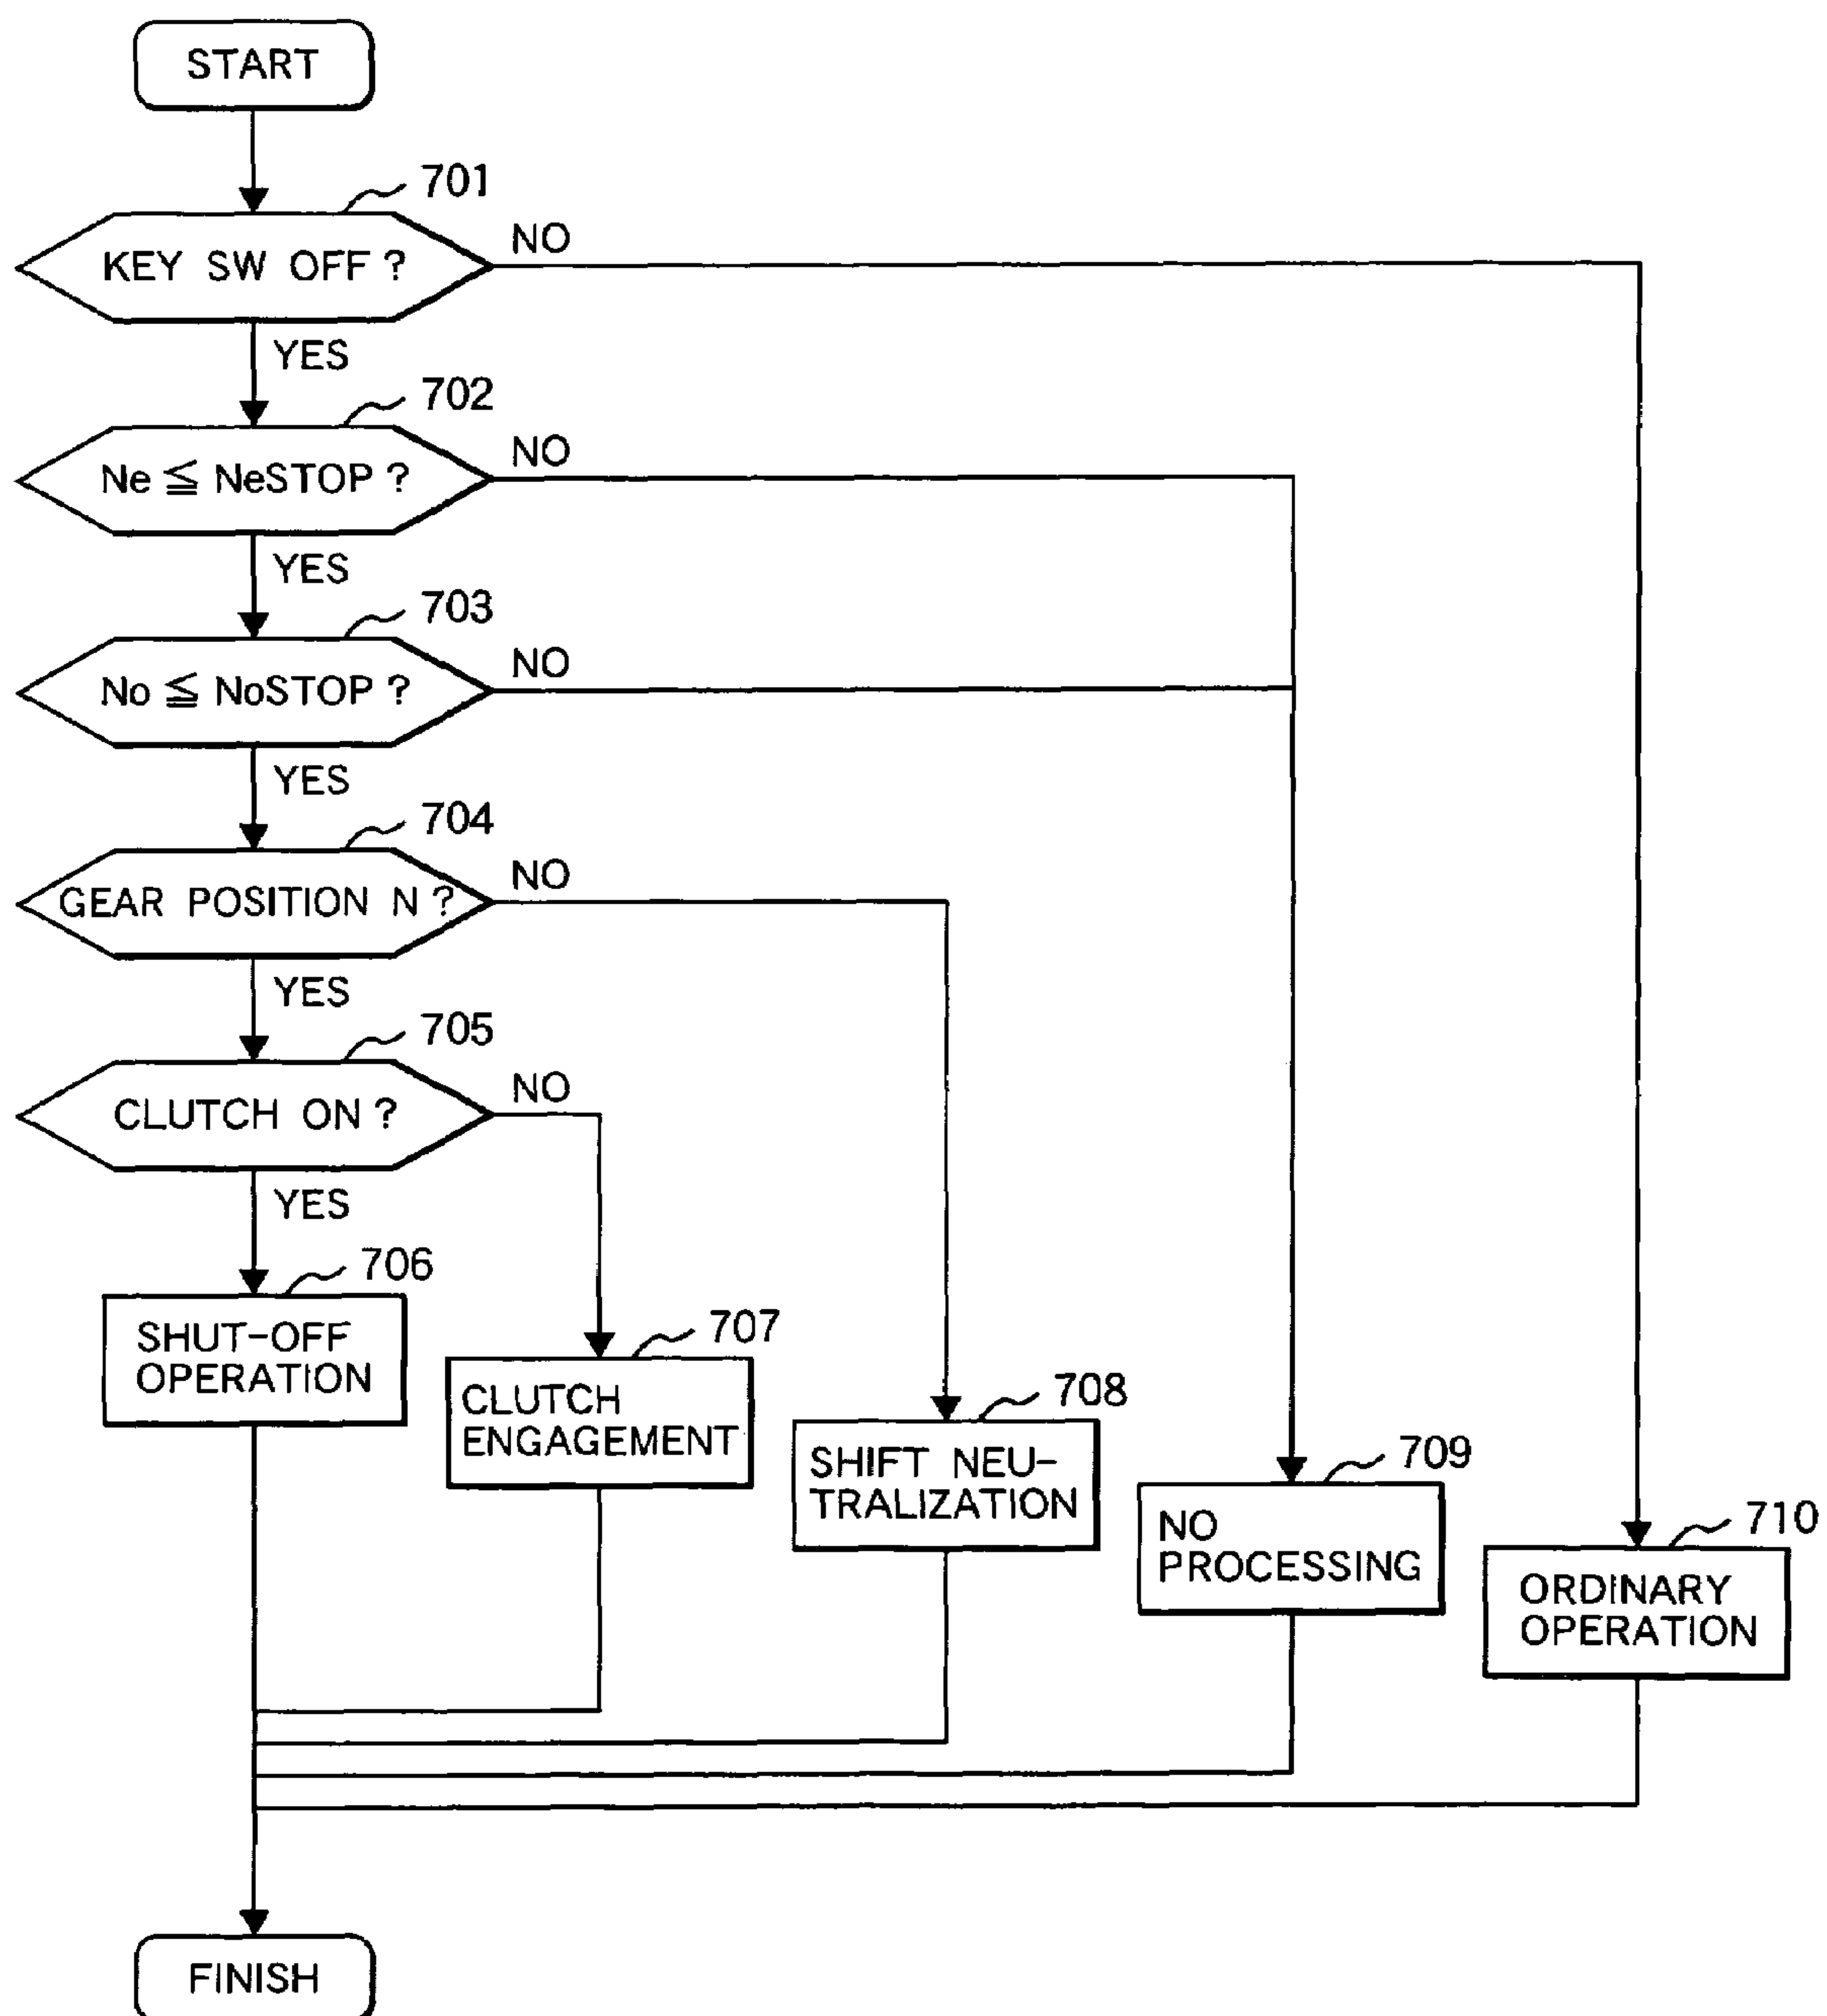 START
701
KEY SW OFF ?
NO
YES
702
Ne ≦ NeSTOP ?
NO
YES
703
No ≦ NoSTOP ?
NO
YES
704
GEAR POSITION N ?
NO
YES
705
CLUTCH ON ?
NO
YES
706
SHUT-OFF
OPERATION
707
CLUTCH
ENGAGEMENT
708
SHIFT NEU-
TRALIZATION
709
NO
PROCESSING
710
ORDINARY
OPERATION
FINISH